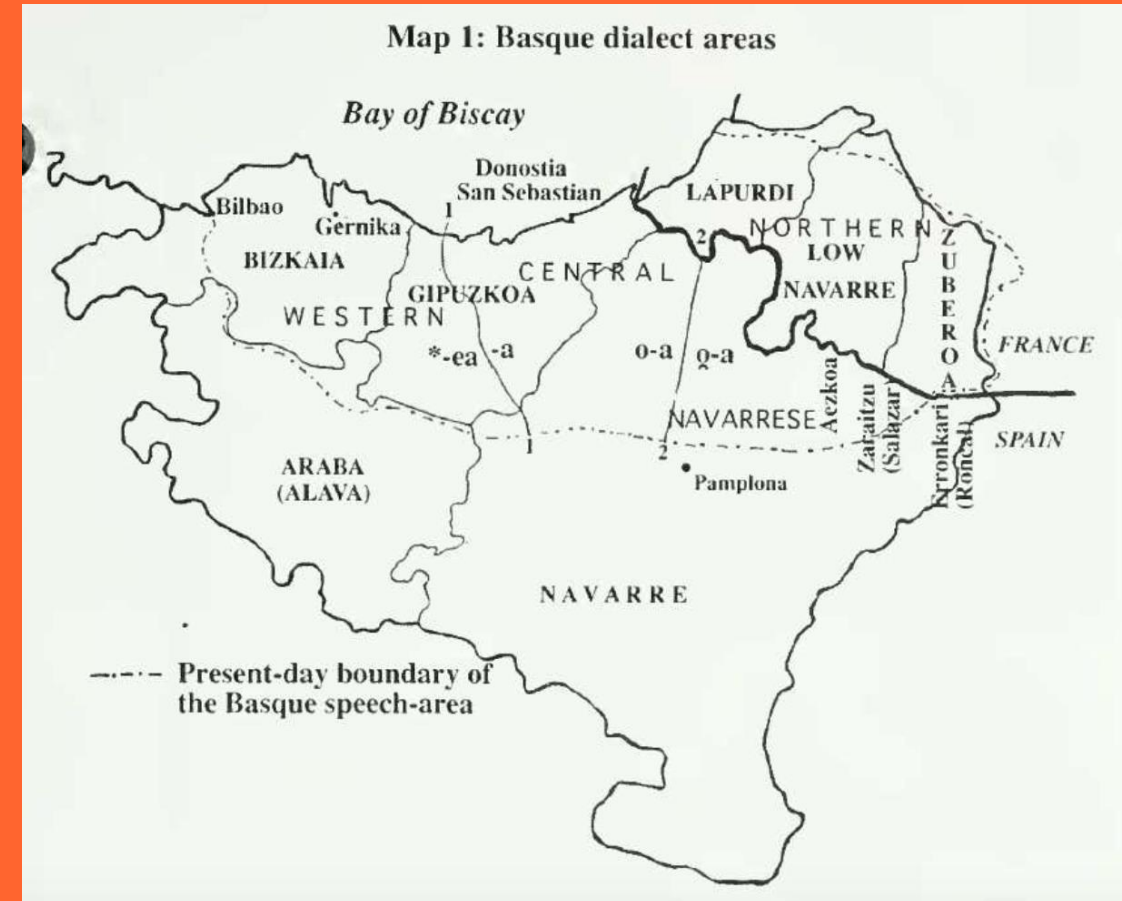 Map 1: Basque dialect areas
Bay of Biscay
Donostia
San Sebastian
Bilbao
Gernika
1
LAPURDI
2
NORTHERN
LOW
NAVARRE
ZUBEROA
BIZKAIA
CENTRAL
GIPUZKOA
WESTERN
*-ea
-a
o-a
o̯-a
FRANCE
NAVARRESE
Aezkoa
Zaraitzu
(Salazar)
Erronkari
(Roncal)
SPAIN
1
2
Pamplona
ARABA
(ALAVA)
NAVARRE
Present-day boundary of
the Basque speech-area